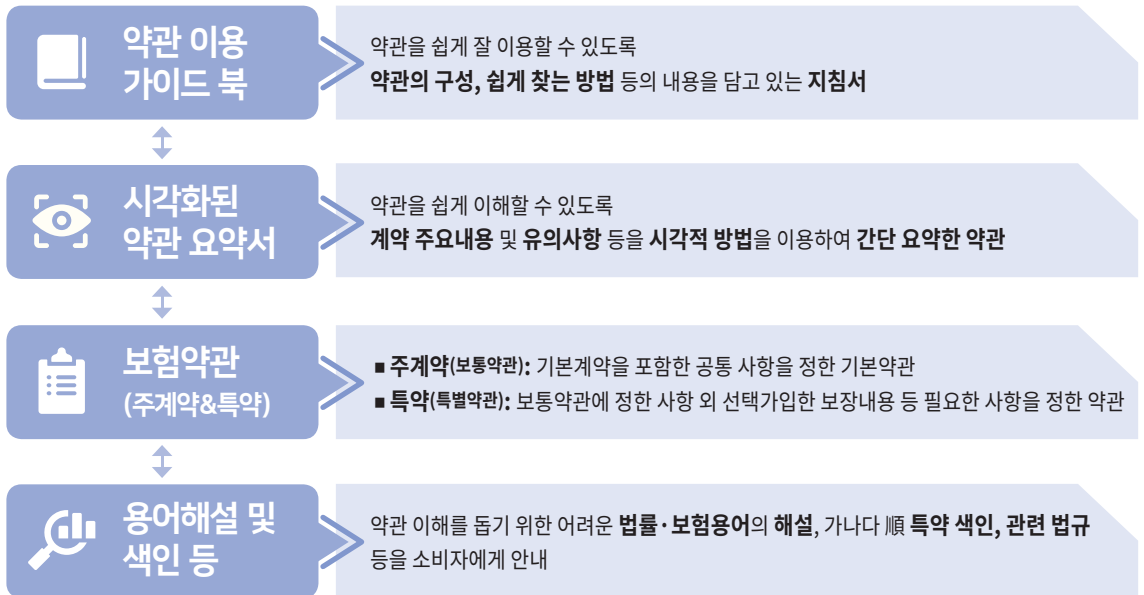 약관 이용
가이드 북
약관을 쉽게 잘 이용할 수 있도록
약관의 구성, 쉽게 찾는 방법 등의 내용을 담고 있는 지침서
시각화된
약관 요약서
약관을 쉽게 이해할 수 있도록
계약 주요내용 및 유의사항 등을 시각적 방법을 이용하여 간단 요약한 약관
보험약관
(주계약&특약)
■ 주계약(보통약관): 기본계약을 포함한 공통 사항을 정한 기본약관
■ 특약(특별약관): 보통약관에 정한 사항 외 선택가입한 보장내용 등 필요한 사항을 정한 약관
용어해설 및
색인 등
약관 이해를 돕기 위한 어려운 법률·보험용어의 해설, 가나다 順 특약 색인, 관련 법규
등을 소비자에게 안내